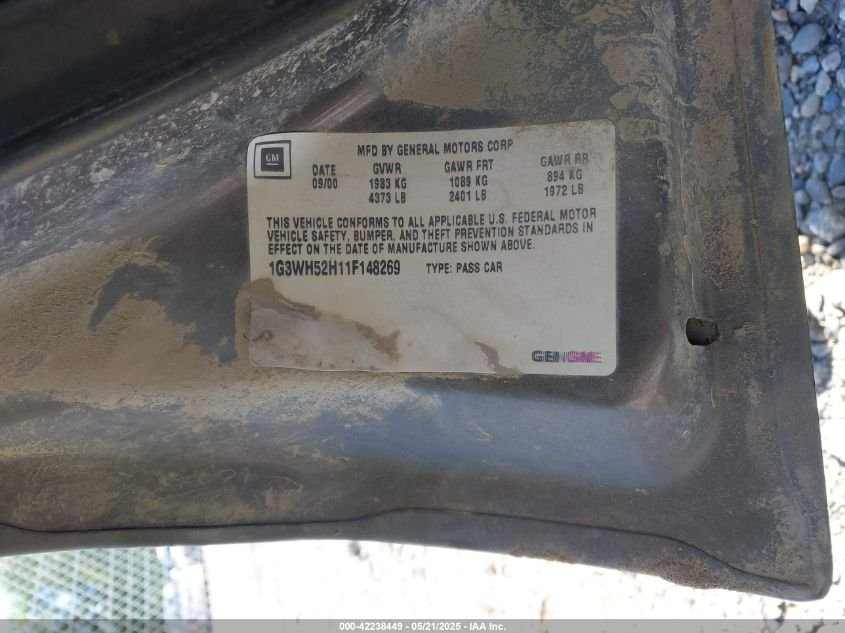 GM
MFD BY GENERAL MOTORS CORP
DATE GVWR GAWR FRT GAWR RR
09/00 1983 KG 1089 KG 894 KG
4373 LB 2401 LB 1972 LB
THIS VEHICLE CONFORMS TO ALL APPLICABLE U.S. FEDERAL MOTOR
VEHICLE SAFETY, BUMPER, AND THEFT PREVENTION STANDARDS IN
EFFECT ON THE DATE OF MANUFACTURE SHOWN ABOVE.
1G3WH52H11F148269 TYPE: PASS CAR
000-42238449 - 05/21/2025 - IAA Inc.